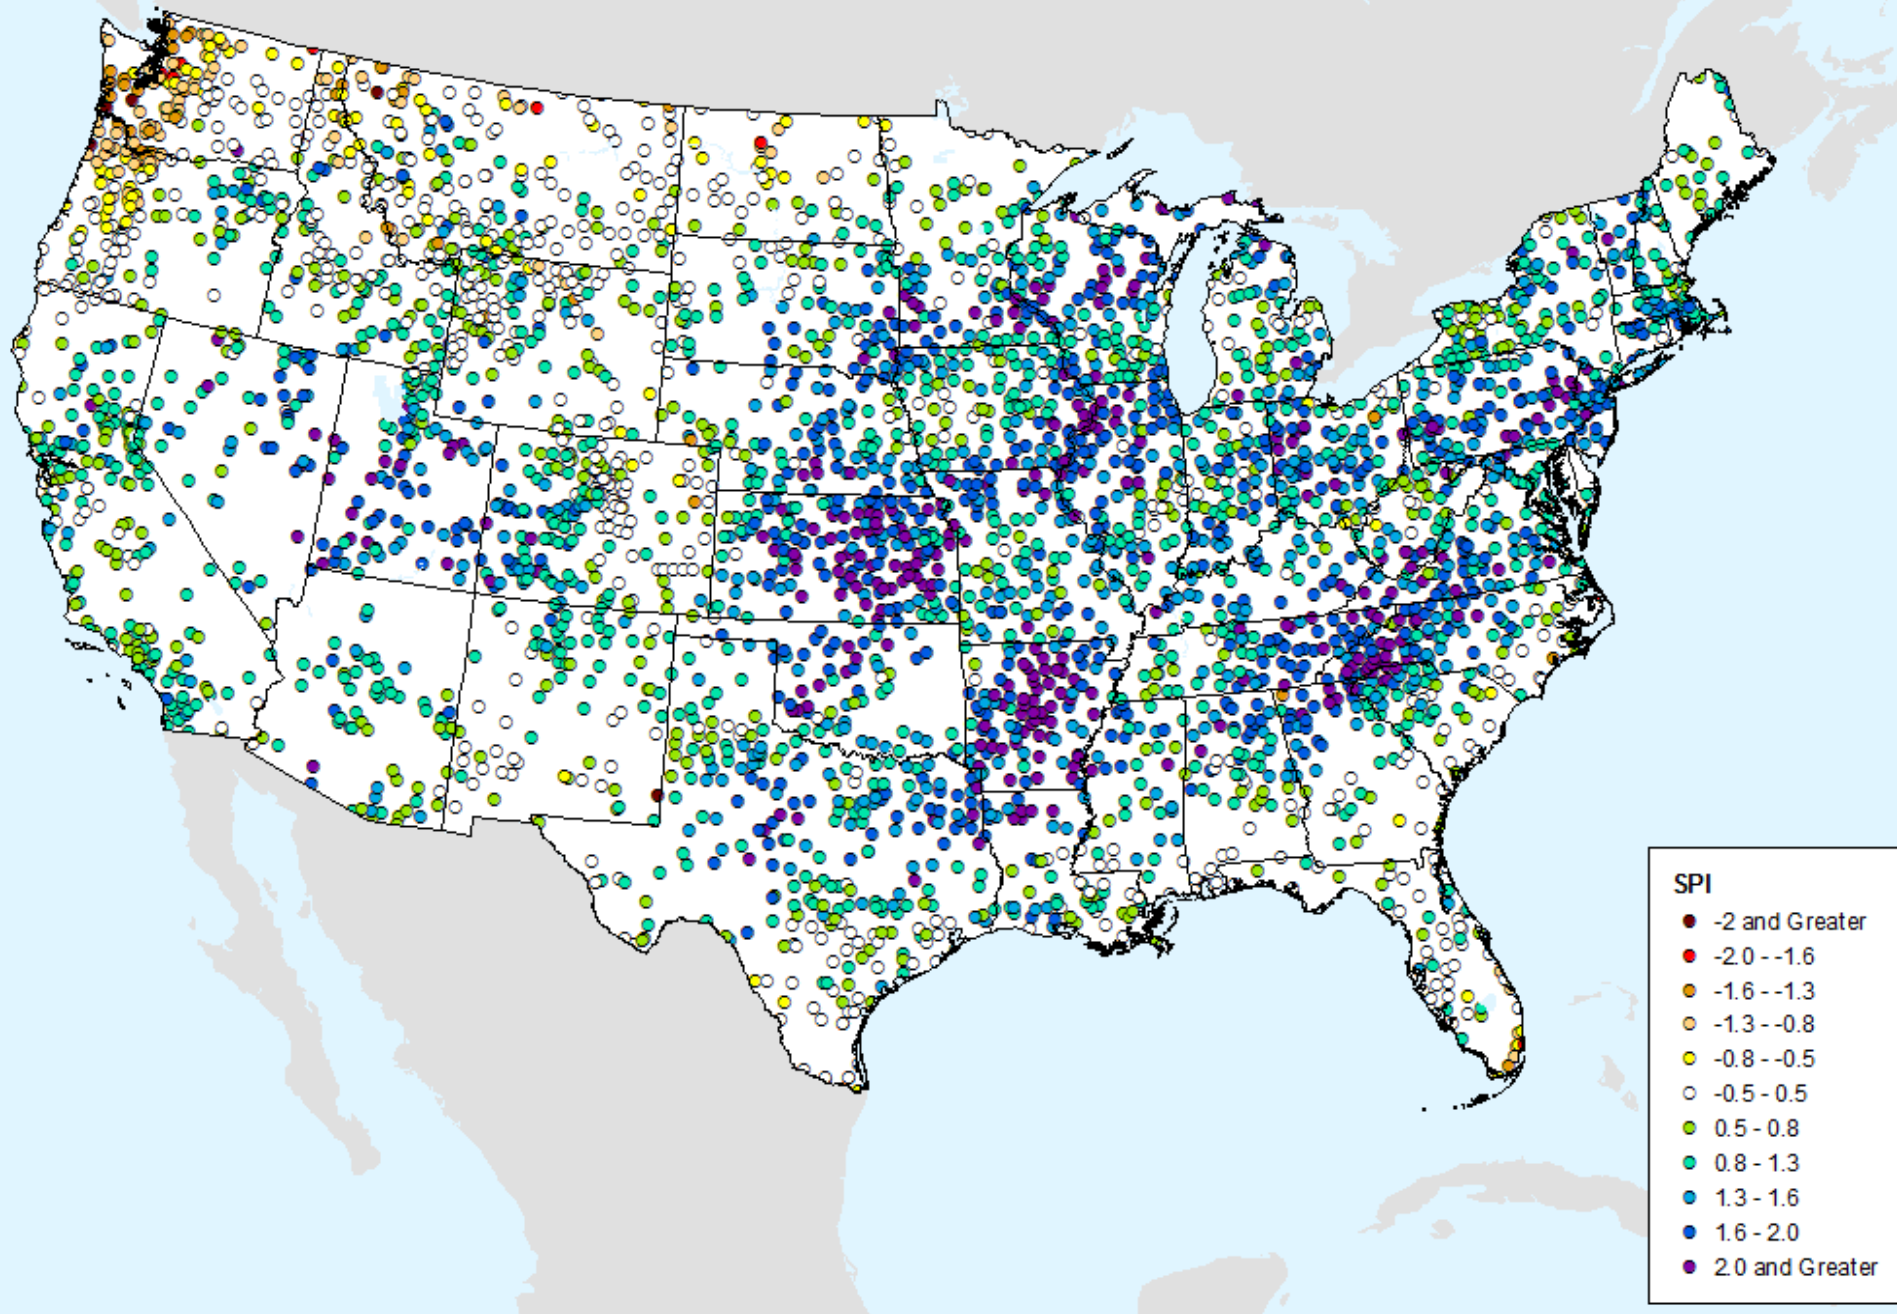 SPI
-2 and Greater
-2.0 - -1.6
-1.6 - -1.3
-1.3 - -0.8
-0.8 - -0.5
-0.5 - 0.5
0.5 - 0.8
0.8 - 1.3
1.3 - 1.6
1.6 - 2.0
2.0 and Greater